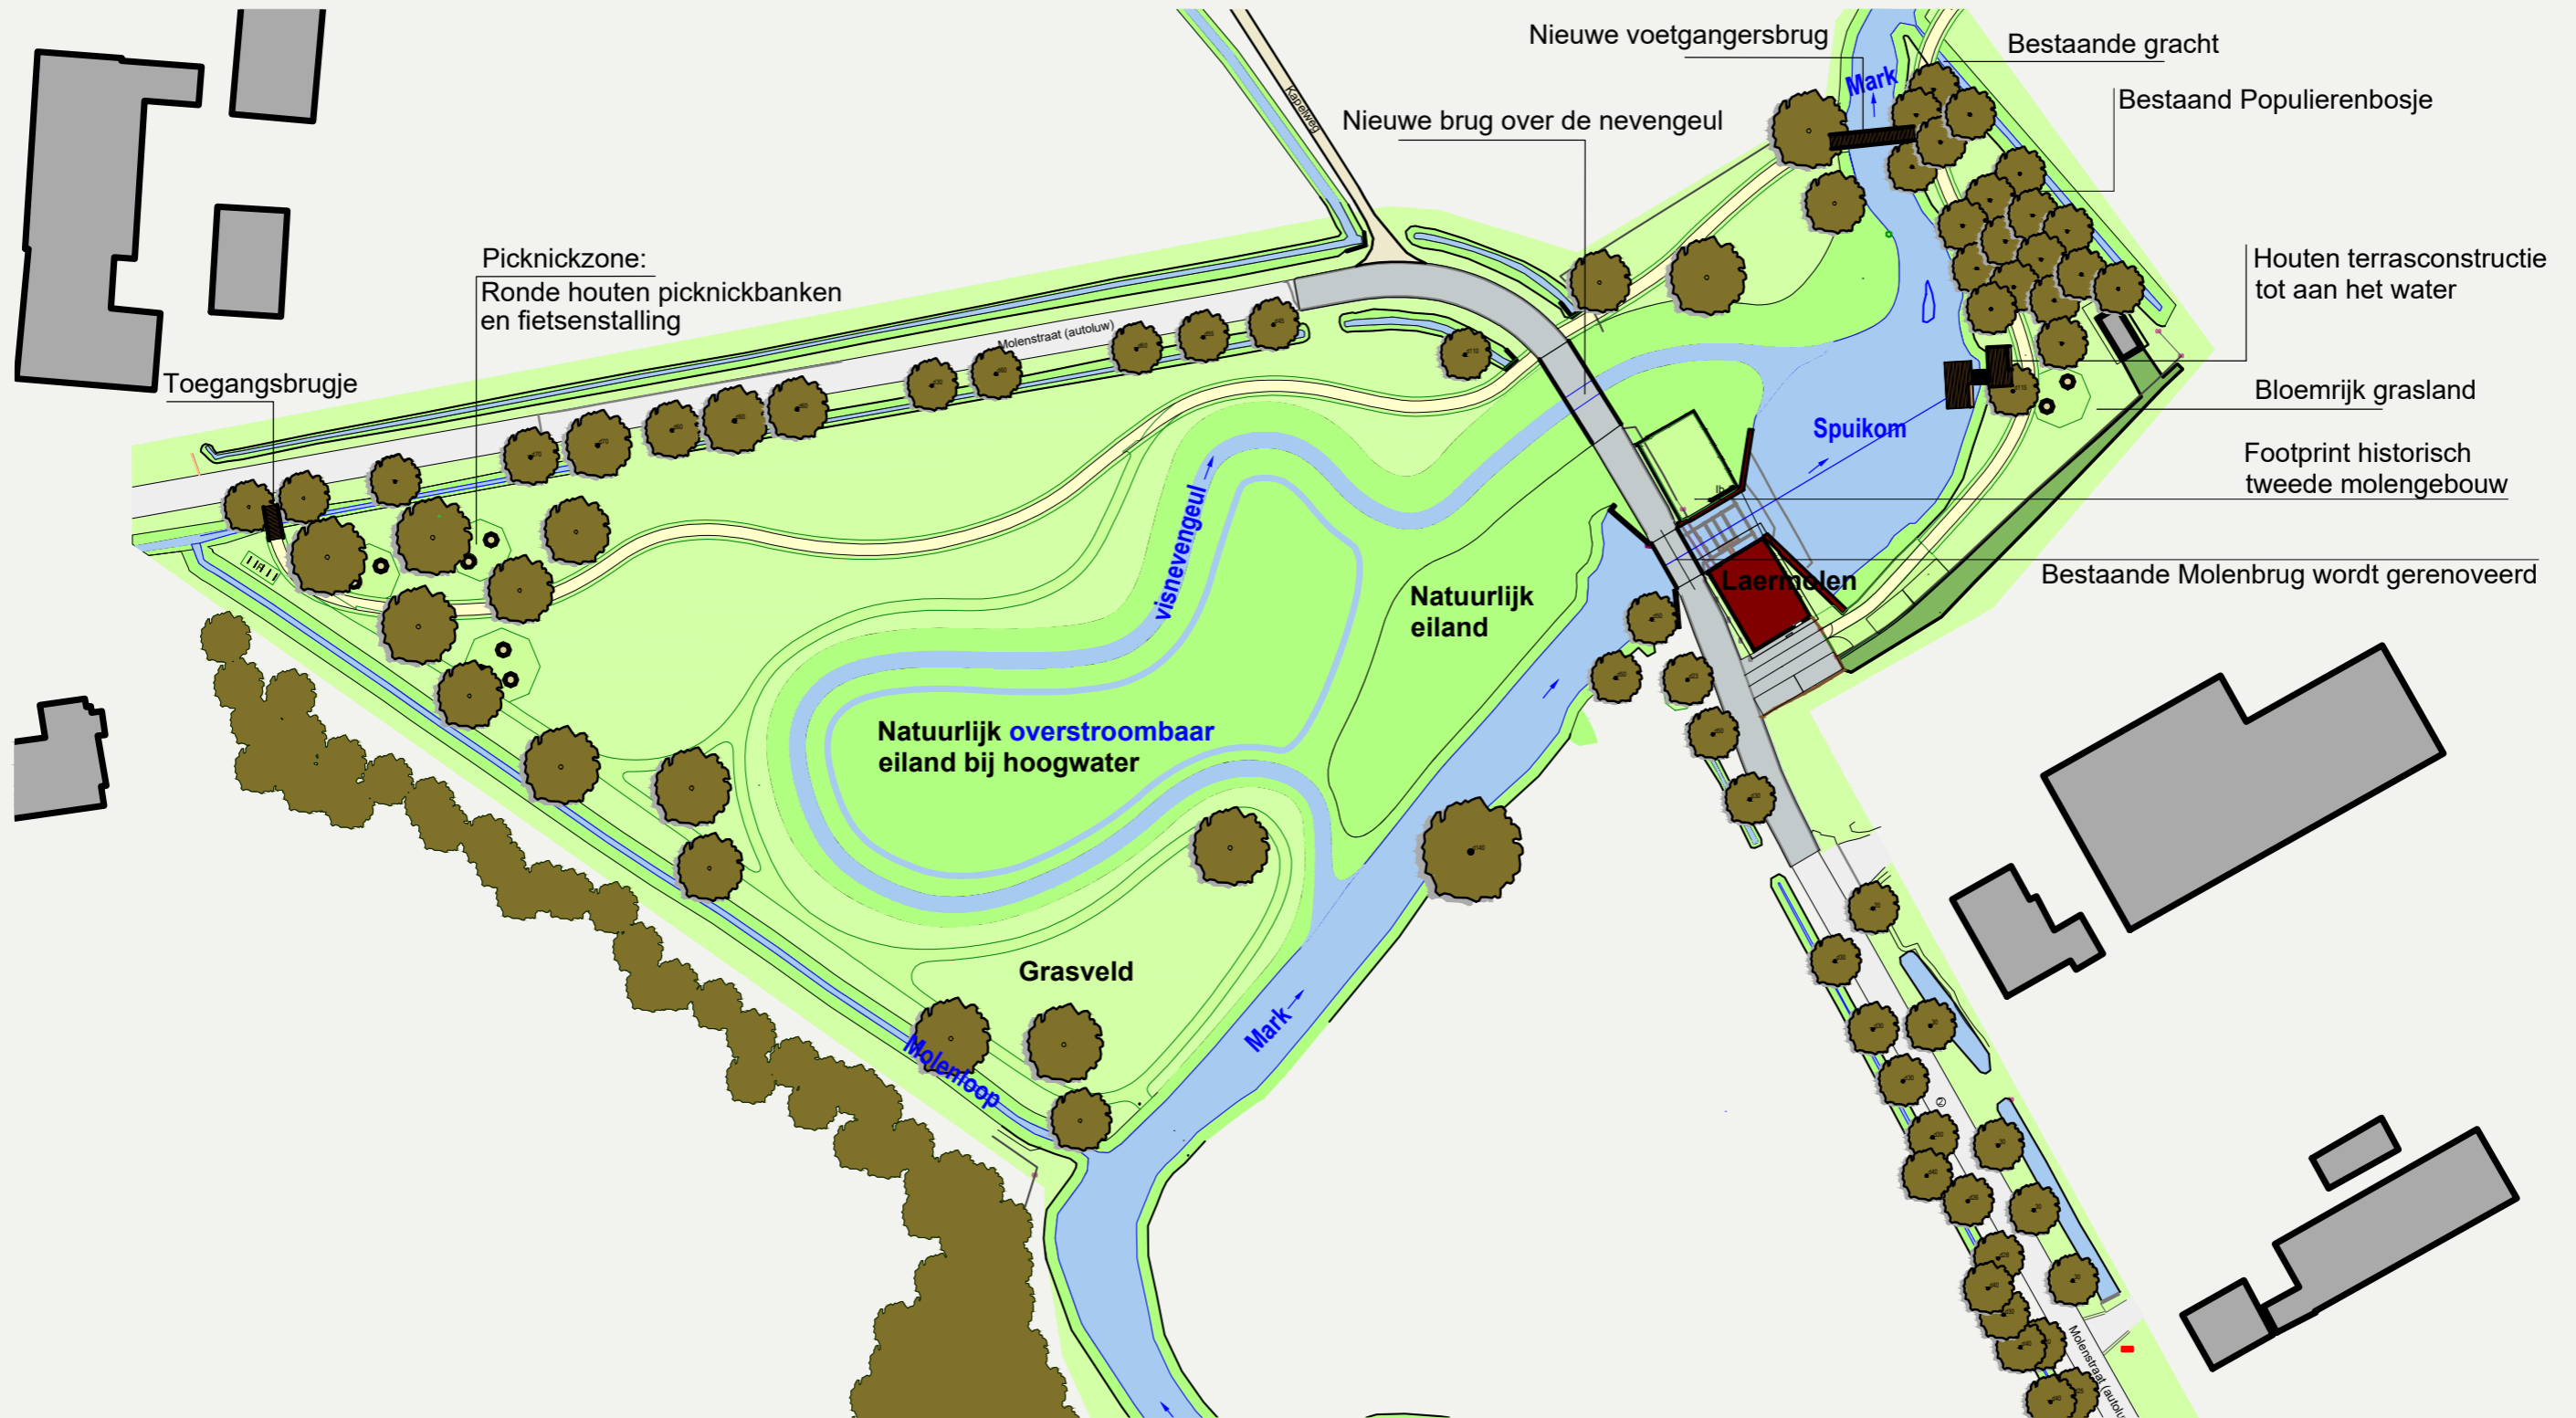 Nieuwe voetgangersbrug
Bestaande gracht
Mark
Bestaand Populierenbosje
Nieuwe brug over de nevengeul
Kapelweg
Picknickzone:
Ronde houten picknickbanken
en fietsenstalling
Houten terrasconstructie
tot aan het water
Molenstraat (autoluw)
Toegangsbrugje
Bloemrijk grasland
Spuikom
Footprint historisch
tweede molengebouw
visnevengeul
Bestaande Molenbrug wordt gerenoveerd
Laermolen
Natuurlijk
eiland
Natuurlijk overstroombaar
eiland bij hoogwater
Grasveld
Mark
Molenloop
2